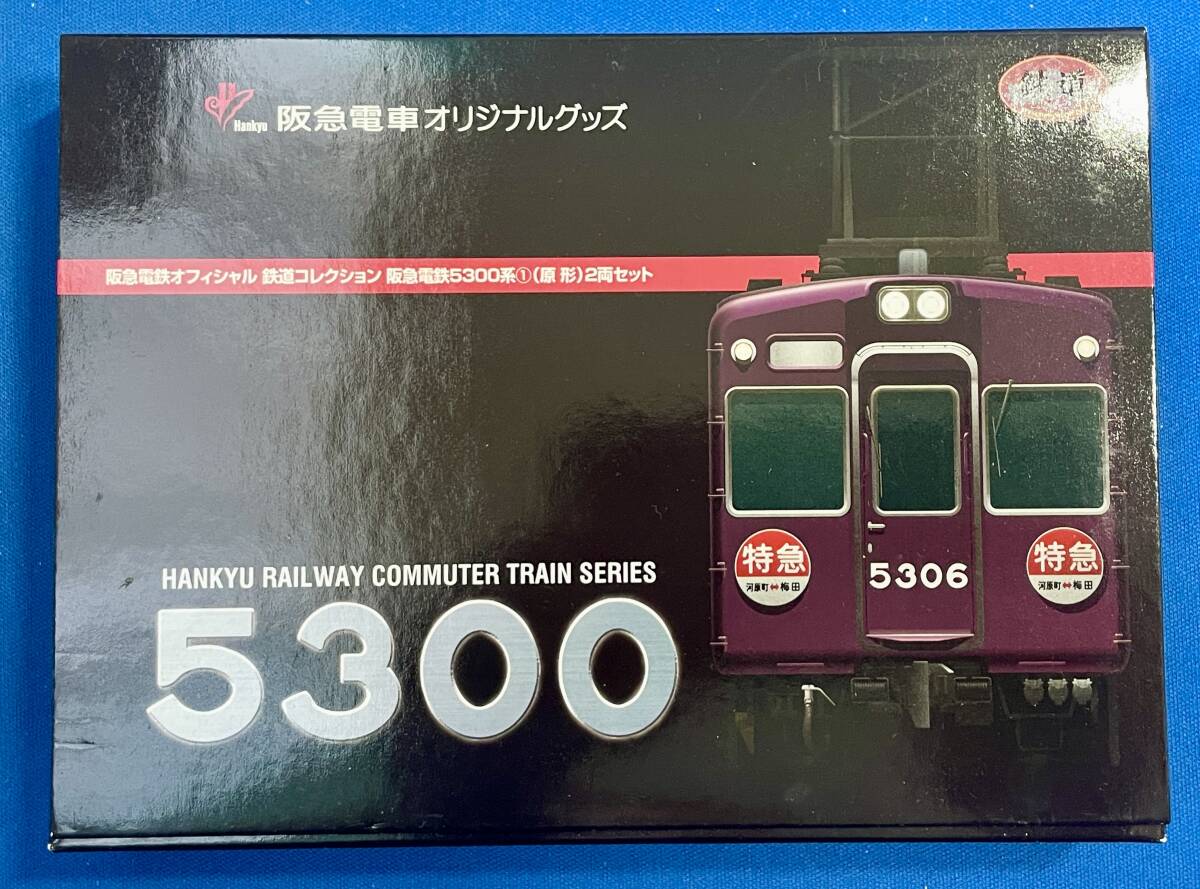 Hankyu 阪急電車オリジナルグッズ
鉄道
阪急電鉄オフィシャル 鉄道コレクション 阪急電鉄5300系①(原 形)2両セット
特急
河原町⇔梅田
5306
特急
河原町⇔梅田
HANKYU RAILWAY COMMUTER TRAIN SERIES
5300